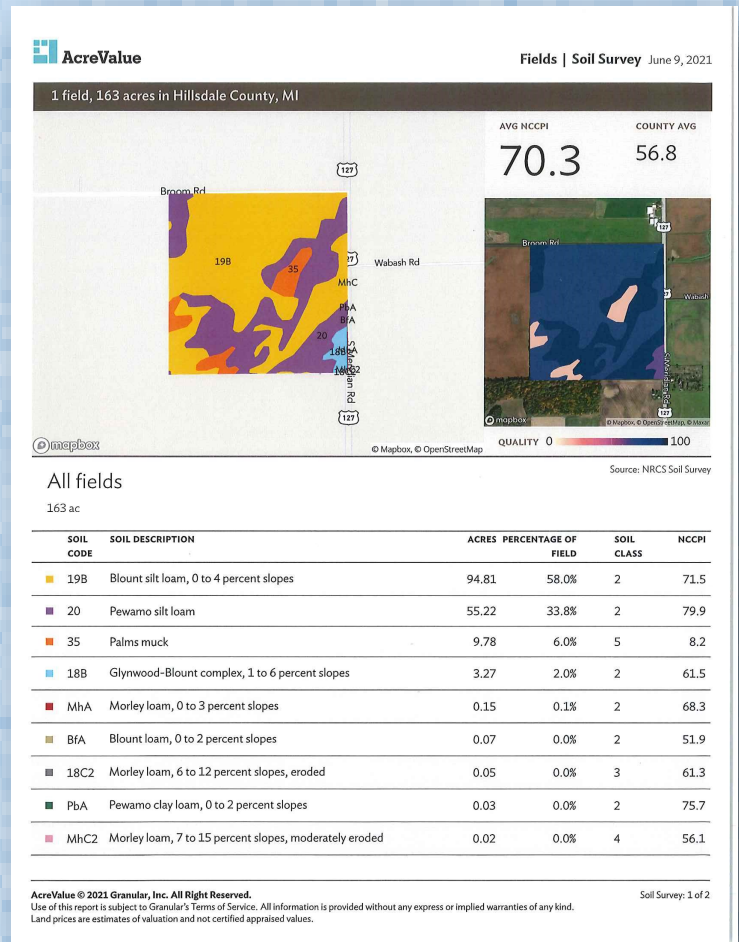 AcreValue
Fields | Soil Survey June 9, 2021
1 field, 163 acres in Hillsdale County, MI
AVG NCCPI
70.3
COUNTY AVG
56.8
127
Broom Rd
19B
35
27
Wabash Rd
MhC
PbA
BfA
20
18B
127
mapbox
© Mapbox, © OpenStreetMap
127
Broom Rd
27
Wabash
S Meridian Rd
127
mapbox
© Mapbox, © OpenStreetMap, © Maxar
QUALITY 0 100
Source: NRCS Soil Survey
All fields
163 ac
SOIL CODE SOIL DESCRIPTION ACRES PERCENTAGE OF FIELD SOIL CLASS NCCPI
19B Blount silt loam, 0 to 4 percent slopes 94.81 58.0% 2 71.5
20 Pewamo silt loam 55.22 33.8% 2 79.9
35 Palms muck 9.78 6.0% 5 8.2
18B Glynwood-Blount complex, 1 to 6 percent slopes 3.27 2.0% 2 61.5
MhA Morley loam, 0 to 3 percent slopes 0.15 0.1% 2 68.3
BfA Blount loam, 0 to 2 percent slopes 0.07 0.0% 2 51.9
18C2 Morley loam, 6 to 12 percent slopes, eroded 0.05 0.0% 3 61.3
PbA Pewamo clay loam, 0 to 2 percent slopes 0.03 0.0% 2 75.7
MhC2 Morley loam, 7 to 15 percent slopes, moderately eroded 0.02 0.0% 4 56.1
AcreValue © 2021 Granular, Inc. All Right Reserved.
Soil Survey: 1 of 2
Use of this report is subject to Granular's Terms of Service. All information is provided without any express or implied warranties of any kind.
Land prices are estimates of valuation and not certified appraised values.